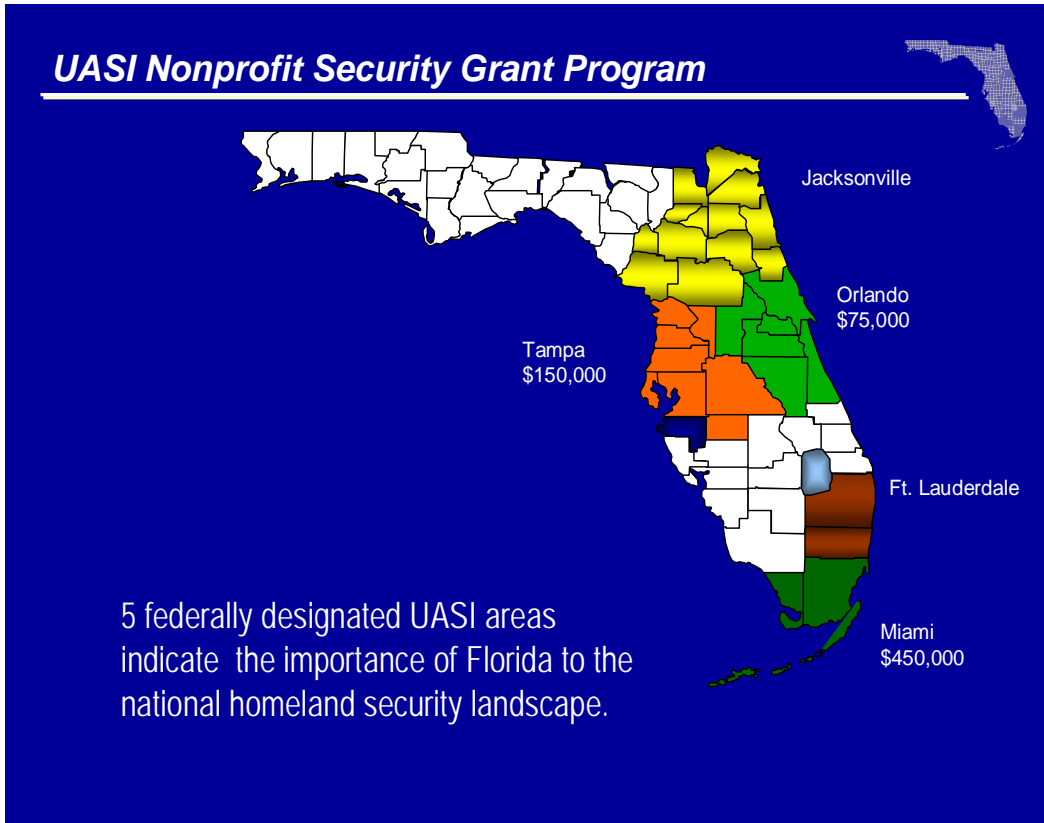 UASI Nonprofit Security Grant Program
Jacksonville
Orlando
$75,000
Tampa
$150,000
Ft. Lauderdale
Miami
$450,000
5 federally designated UASI areas
indicate the importance of Florida to the
national homeland security landscape.